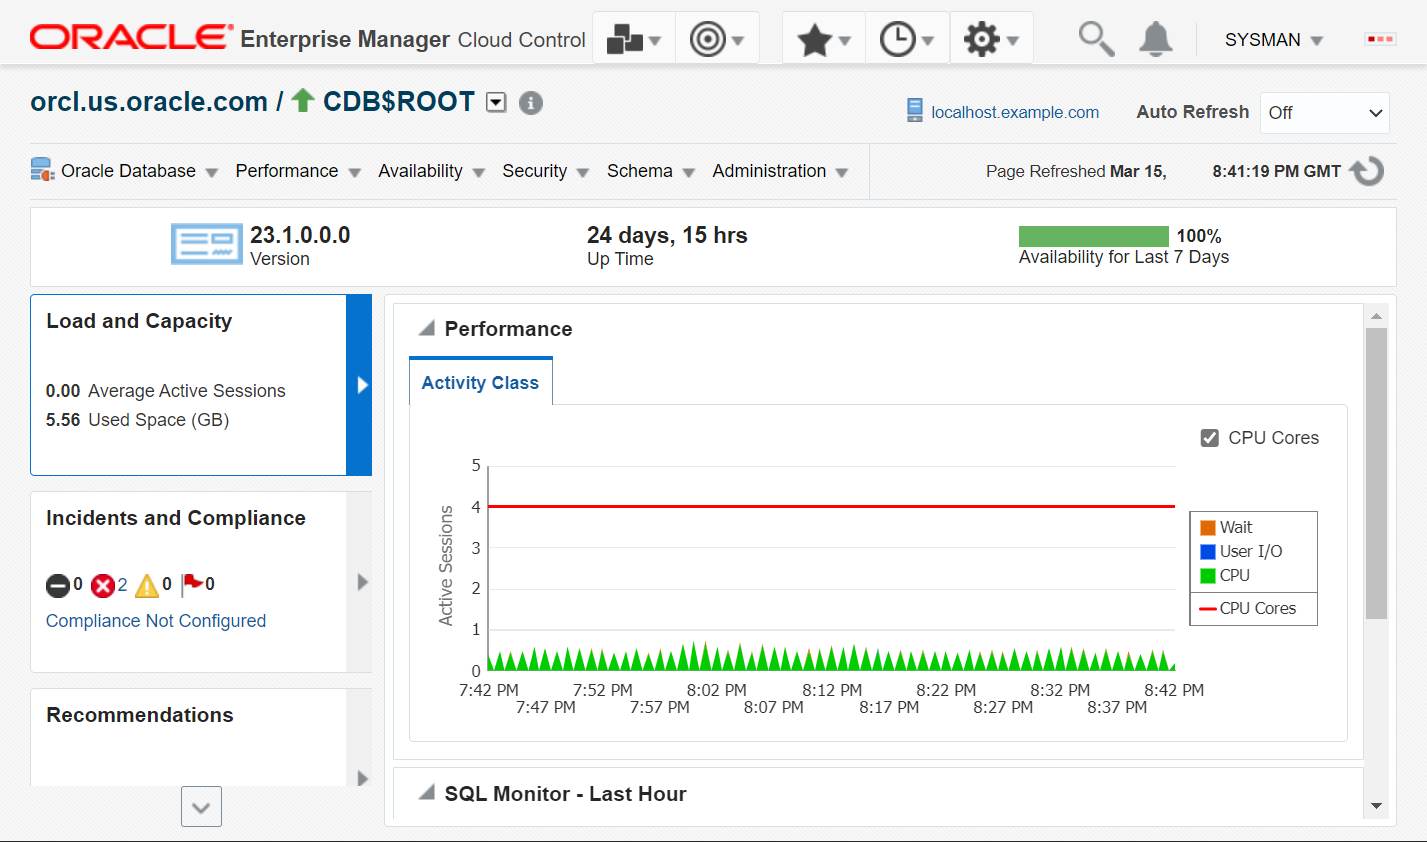 ORACLE Enterprise Manager Cloud Control
SYSMAN
orcl.us.oracle.com / CDB$ROOT
localhost.example.com
Auto Refresh Off
Oracle Database Performance Availability Security Schema Administration
Page Refreshed Mar 15, 8:41:19 PM GMT
23.1.0.0.0
Version
24 days, 15 hrs
Up Time
100%
Availability for Last 7 Days
Load and Capacity
0.00 Average Active Sessions
5.56 Used Space (GB)
Incidents and Compliance
0 2 0 0
Compliance Not Configured
Recommendations
Performance
Activity Class
CPU Cores
Active Sessions
5
4
3
2
1
0
7:42 PM 7:52 PM 8:02 PM 8:12 PM 8:22 PM 8:32 PM 8:42 PM
7:47 PM 7:57 PM 8:07 PM 8:17 PM 8:27 PM 8:37 PM
Wait
User I/O
CPU
CPU Cores
SQL Monitor - Last Hour